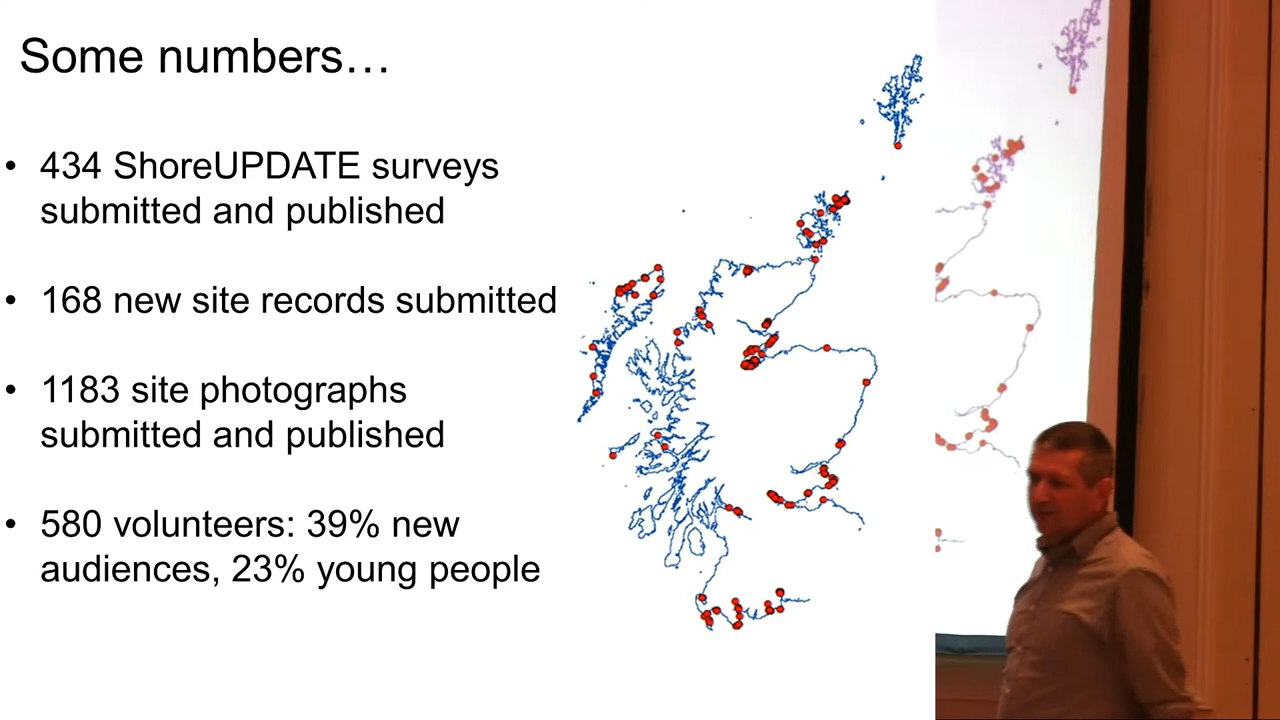 Some numbers…
• 434 ShoreUPDATE surveys
submitted and published
• 168 new site records submitted
• 1183 site photographs
submitted and published
• 580 volunteers: 39% new
audiences, 23% young people